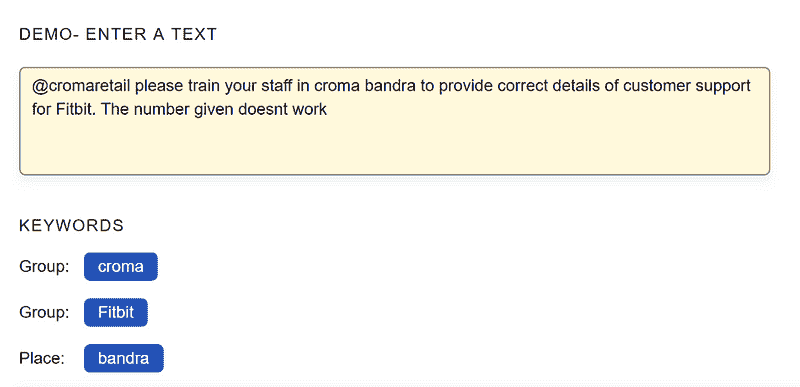 DEMO- ENTER A TEXT
@cromaretail please train your staff in croma bandra to provide correct details of customer support
for Fitbit. The number given doesnt work
KEYWORDS
Group: croma
Group: Fitbit
Place: bandra